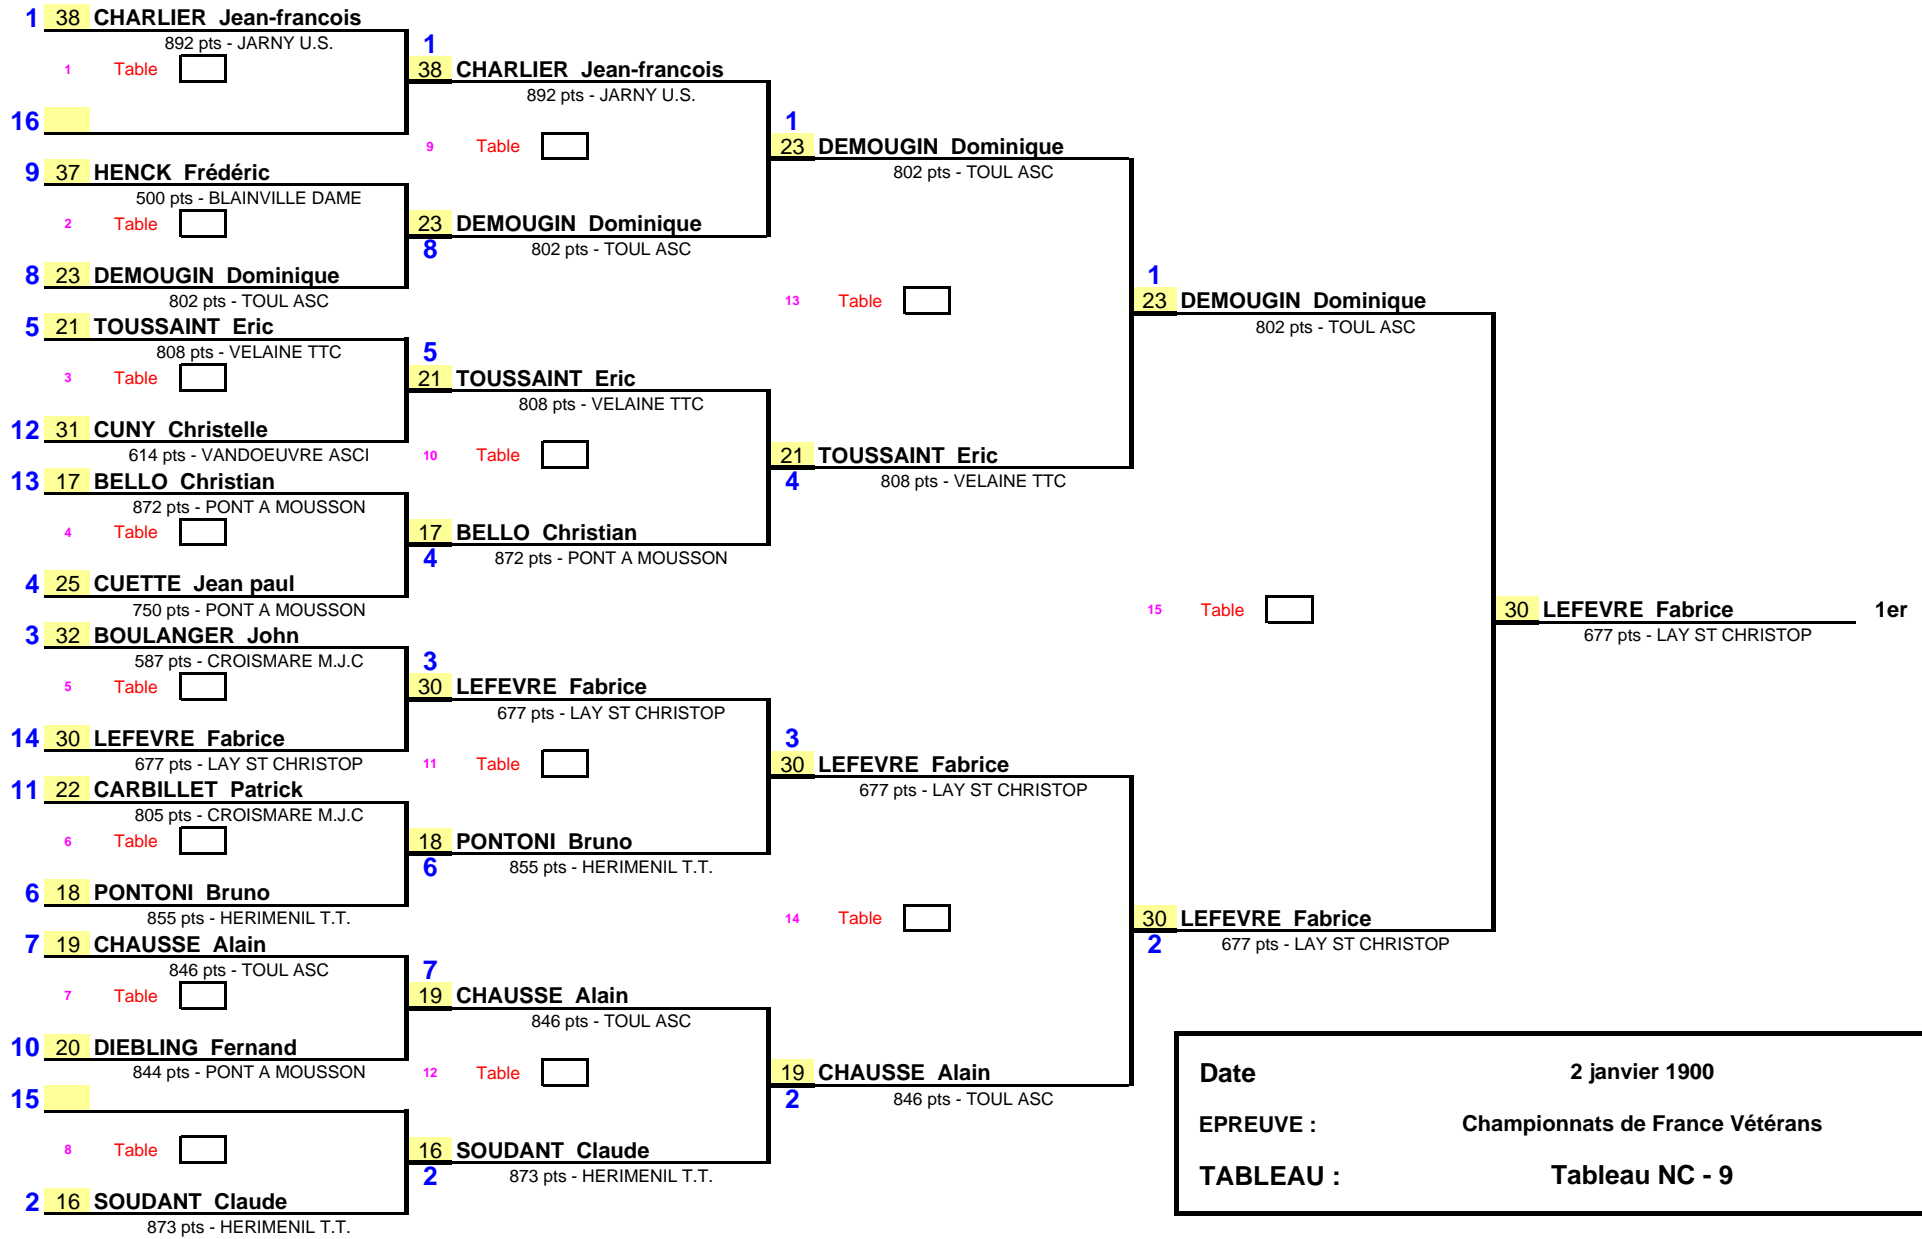 1 38 CHARLIER Jean-francois
892 pts - JARNY U.S.
1 Table
16
9 37 HENCK Frédéric
500 pts - BLAINVILLE DAME
2 Table
8 23 DEMOUGIN Dominique
802 pts - TOUL ASC
5 21 TOUSSAINT Eric
808 pts - VELAINE TTC
3 Table
12 31 CUNY Christelle
614 pts - VANDOEUVRE ASCI
13 17 BELLO Christian
872 pts - PONT A MOUSSON
4 Table
4 25 CUETTE Jean paul
750 pts - PONT A MOUSSON
3 32 BOULANGER John
587 pts - CROISMARE M.J.C
5 Table
14 30 LEFEVRE Fabrice
677 pts - LAY ST CHRISTOP
11 22 CARBILLET Patrick
805 pts - CROISMARE M.J.C
6 Table
6 18 PONTONI Bruno
855 pts - HERIMENIL T.T.
7 19 CHAUSSE Alain
846 pts - TOUL ASC
7 Table
10 20 DIEBLING Fernand
844 pts - PONT A MOUSSON
15
8 Table
2 16 SOUDANT Claude
873 pts - HERIMENIL T.T.
1
38 CHARLIER Jean-francois
892 pts - JARNY U.S.
9 Table
23 DEMOUGIN Dominique
8
802 pts - TOUL ASC
5
21 TOUSSAINT Eric
808 pts - VELAINE TTC
10 Table
17 BELLO Christian
4
872 pts - PONT A MOUSSON
3
30 LEFEVRE Fabrice
677 pts - LAY ST CHRISTOP
11 Table
18 PONTONI Bruno
6
855 pts - HERIMENIL T.T.
7
19 CHAUSSE Alain
846 pts - TOUL ASC
12 Table
16 SOUDANT Claude
2
873 pts - HERIMENIL T.T.
1
23 DEMOUGIN Dominique
802 pts - TOUL ASC
13 Table
21 TOUSSAINT Eric
4
808 pts - VELAINE TTC
3
30 LEFEVRE Fabrice
677 pts - LAY ST CHRISTOP
14 Table
19 CHAUSSE Alain
2
846 pts - TOUL ASC
1
23 DEMOUGIN Dominique
802 pts - TOUL ASC
15 Table
30 LEFEVRE Fabrice
2
677 pts - LAY ST CHRISTOP
30 LEFEVRE Fabrice 1er
677 pts - LAY ST CHRISTOP
Date 2 janvier 1900
EPREUVE : Championnats de France Vétérans
TABLEAU : Tableau NC - 9